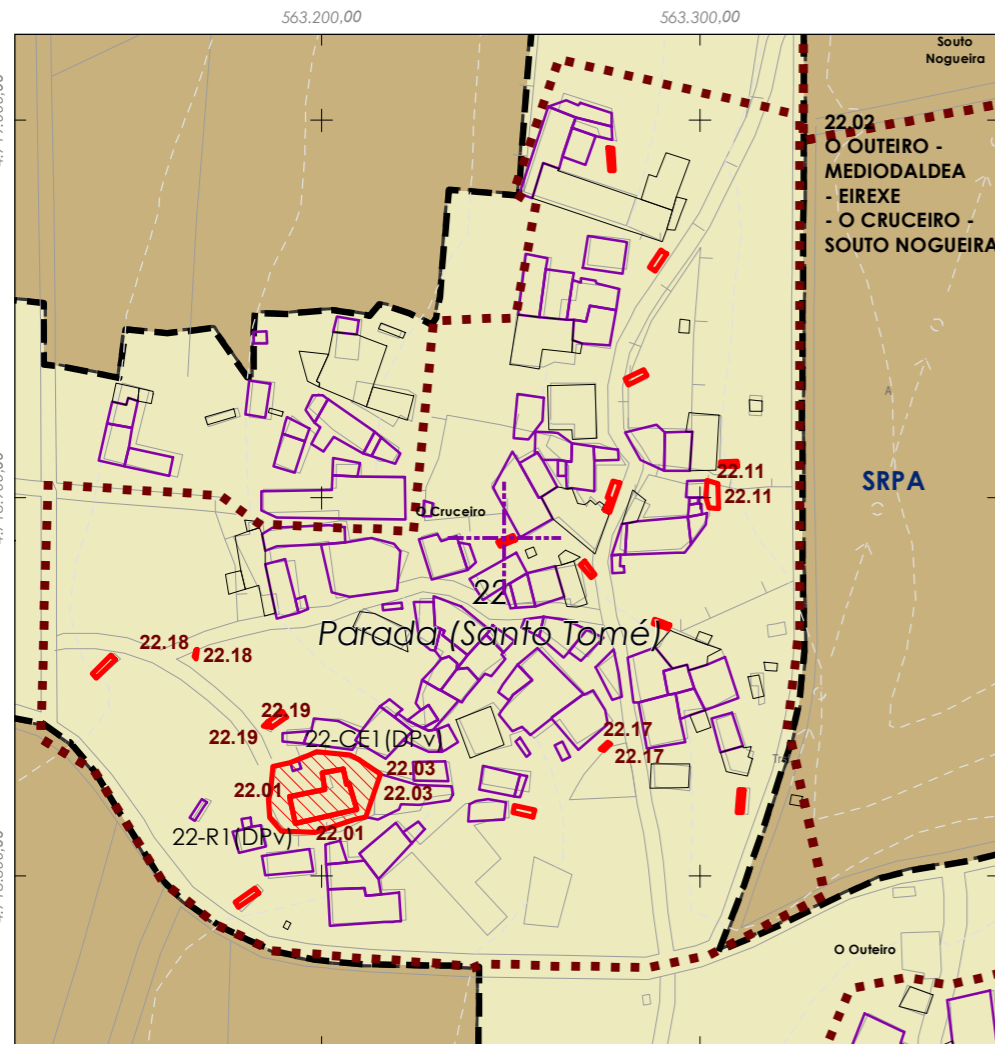 563.200,00
563.300,00
Souto
Nogueira
22.02
O OUTEIRO -
MEDIODALDEA
- EIREXE
- O CRUCEIRO -
SOUTO NOGUEIRA
A
SRPA
22.11
22.11
O Cruceiro
22
Parada (Santo Tomé)
22.18
22.18
22.19
22.19
22-CE1(DPv)
22.17
22.17
22.03
22.03
22.01
22.01
22-R1(DPv)
O Outeiro